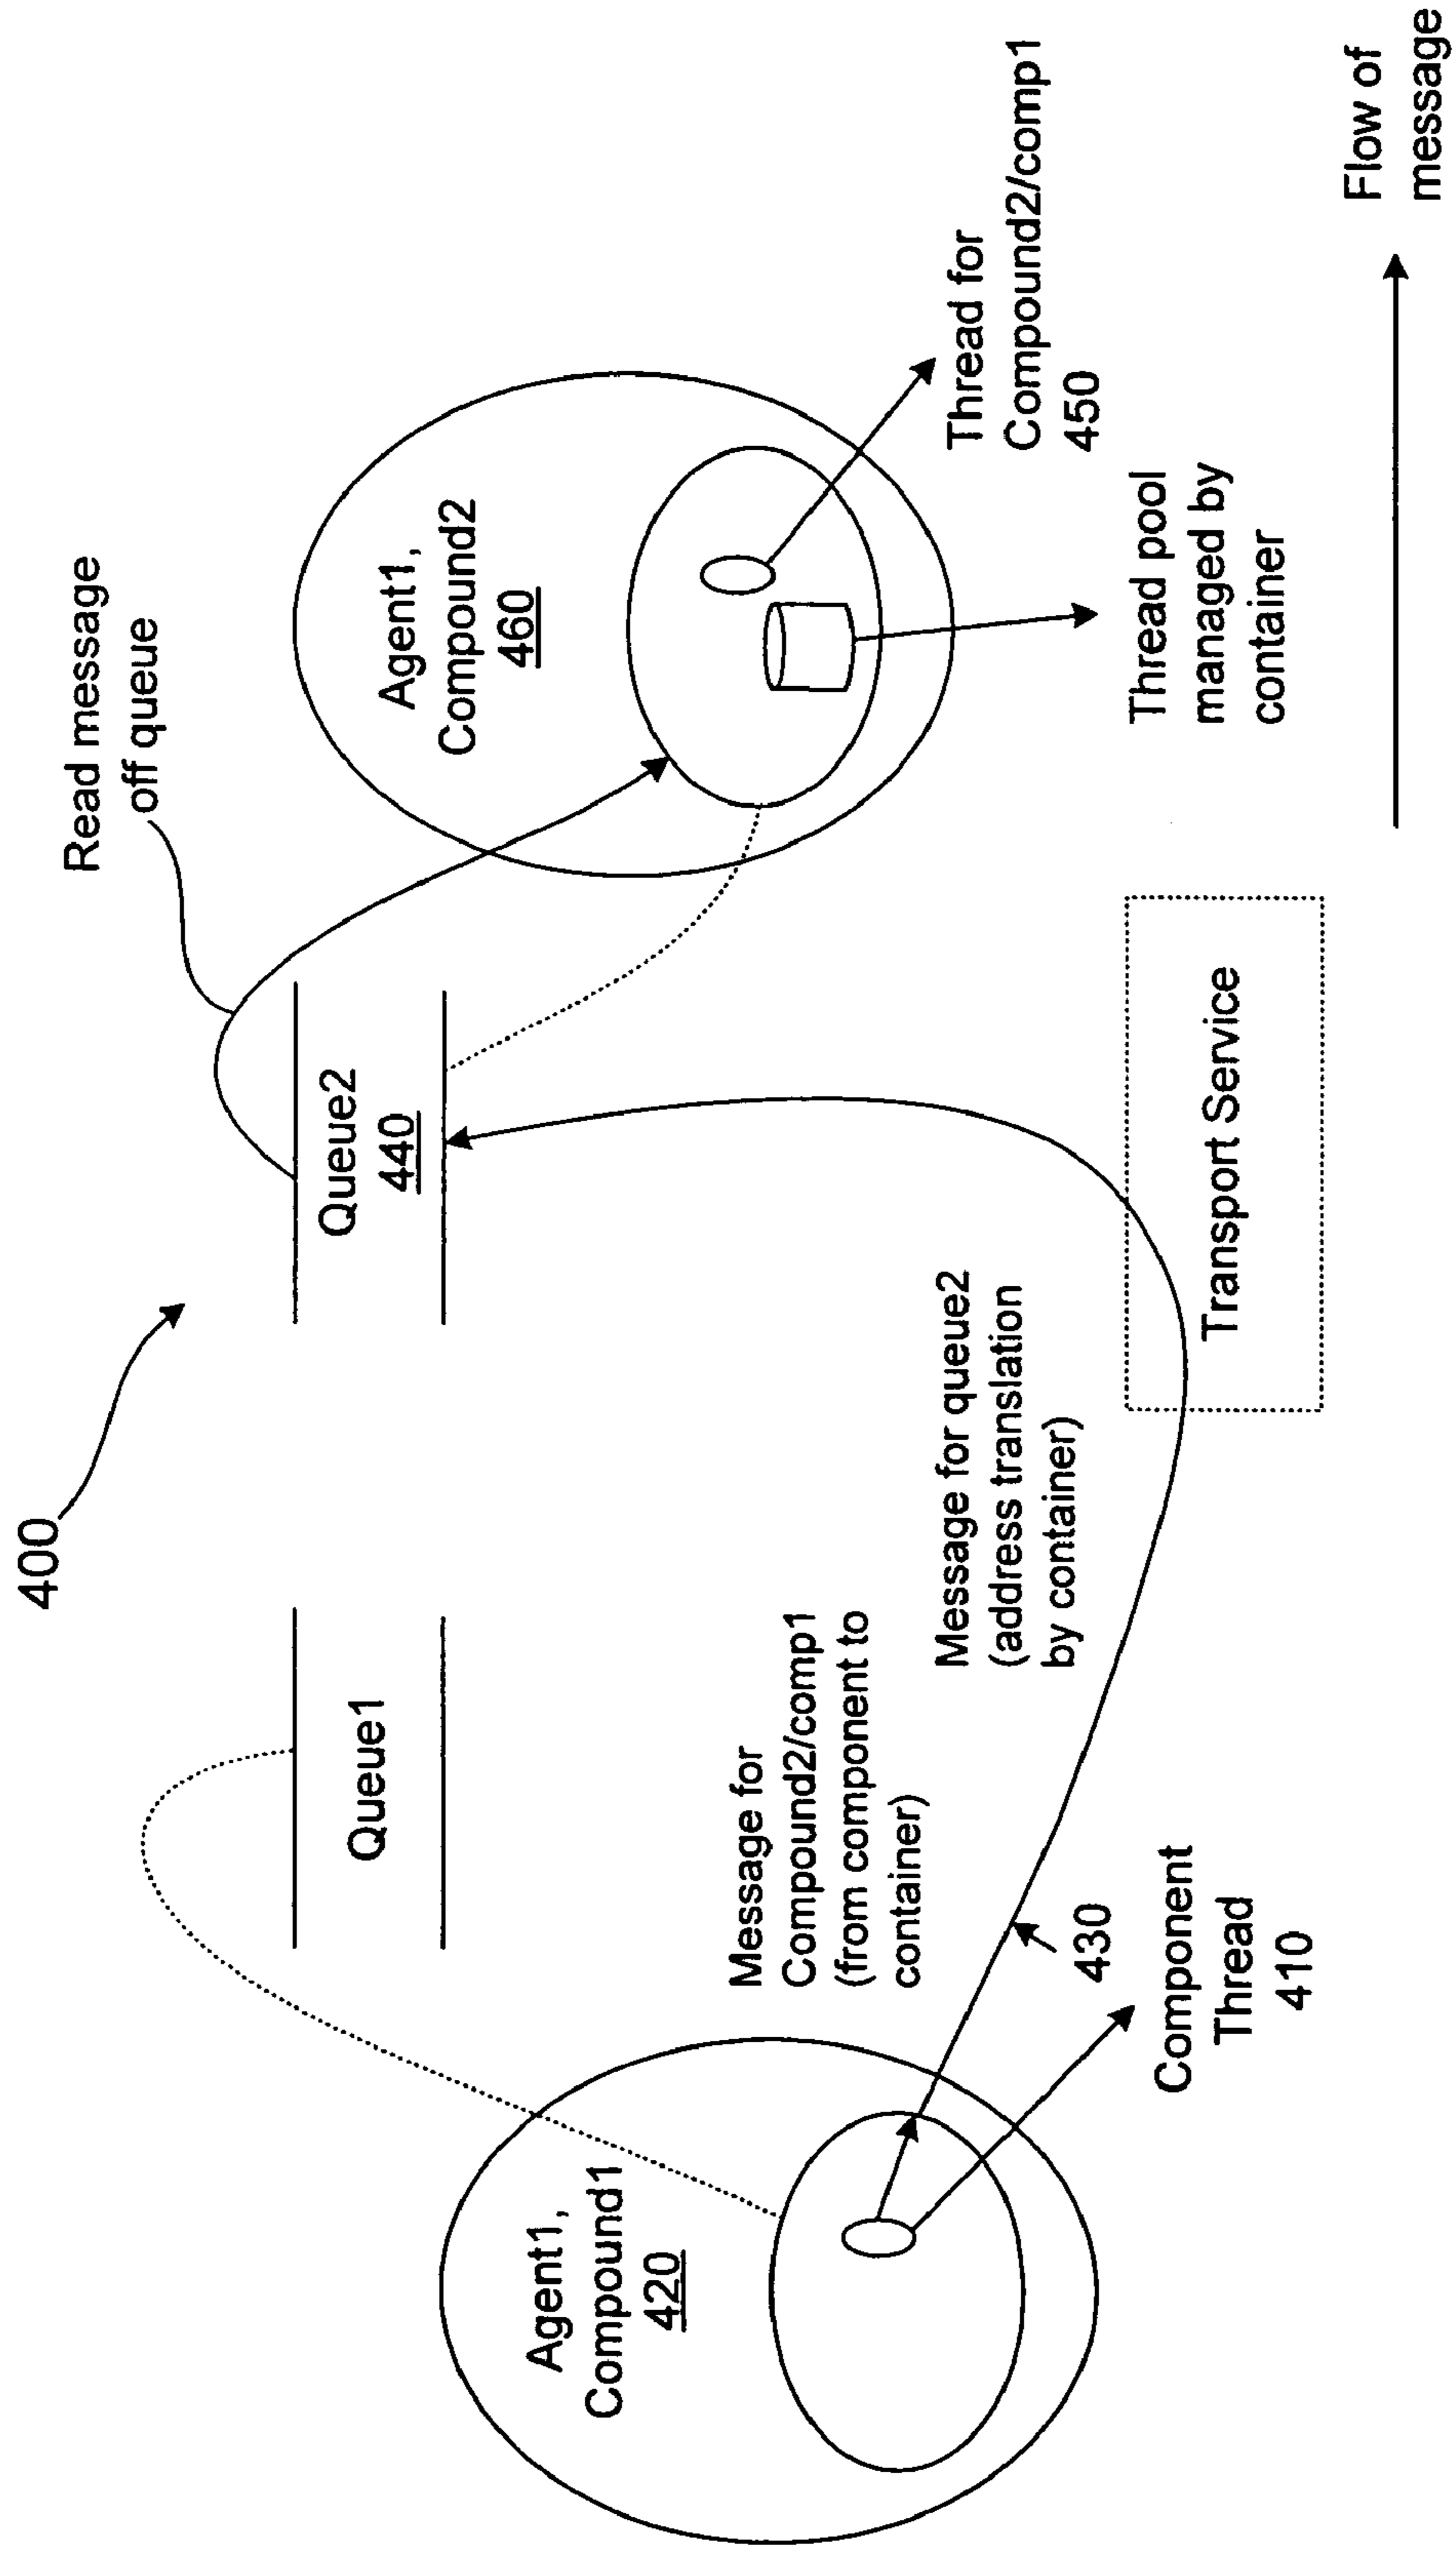 400
Read message
off queue
Queue1
Queue2
440
Agent1,
Compound1
420
Agent1,
Compound2
460
Message for
Compound2/comp1
(from component to
container)
Message for queue2
(address translation
by container)
430
Component
Thread
410
Transport Service
Thread for
Compound2/comp1
450
Thread pool
managed by
container
Flow of
message